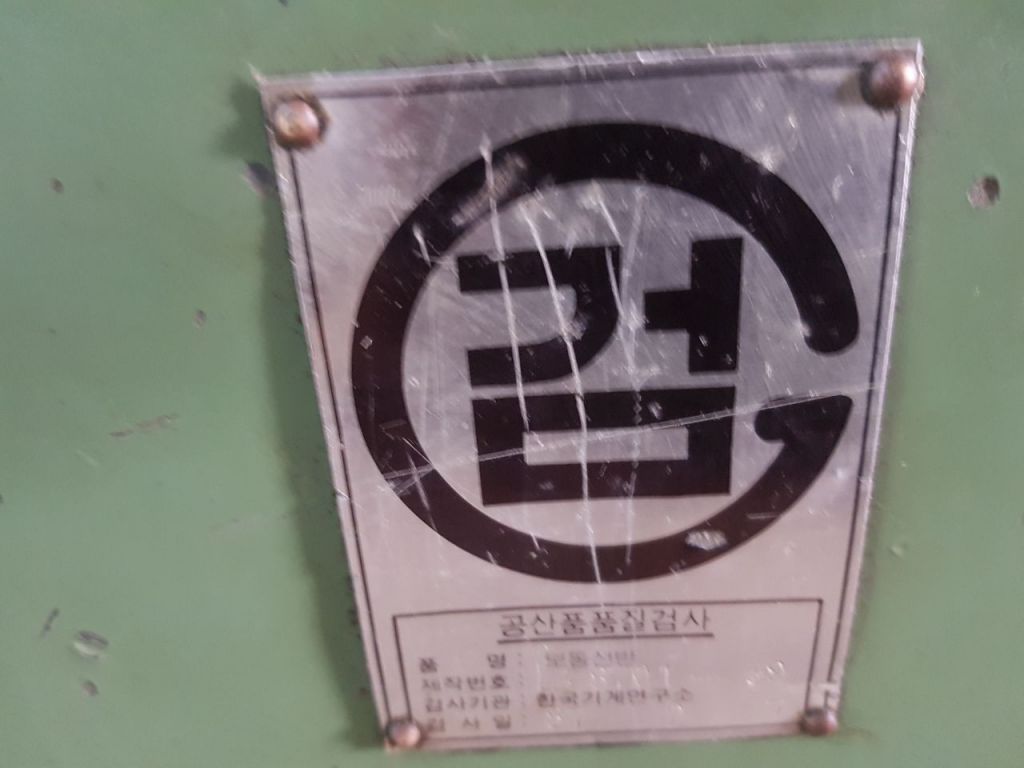 검
공산품품질검사
품 명 : 보통선반
제작번호 :
검사기관 : 한국기계연구소
검 사 일 :